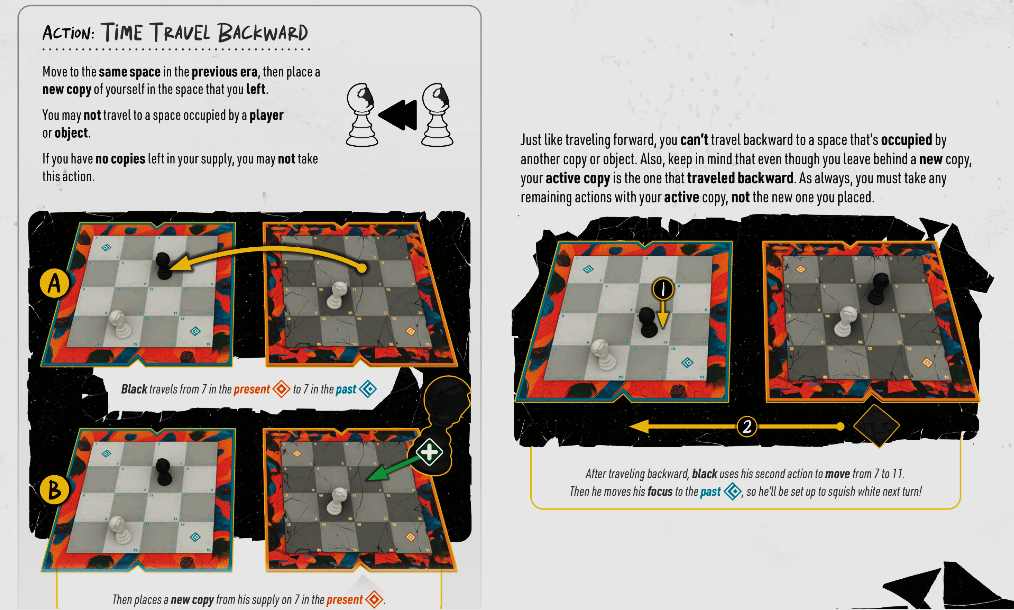 ACTION: TIME TRAVEL BACKWARD
Move to the same space in the previous era, then place a
new copy of yourself in the space that you left.
You may not travel to a space occupied by a player
or object.
If you have no copies left in your supply, you may not take
this action.
A
Black travels from 7 in the present to 7 in the past
B
Then places a new copy from his supply on 7 in the present .
Just like traveling forward, you can't travel backward to a space that's occupied by
another copy or object. Also, keep in mind that even though you leave behind a new copy,
your active copy is the one that traveled backward. As always, you must take any
remaining actions with your active copy, not the new one you placed.
1
2
After traveling backward, black uses his second action to move from 7 to 11.
Then he moves his focus to the past , so he'll be set up to squish white next turn!